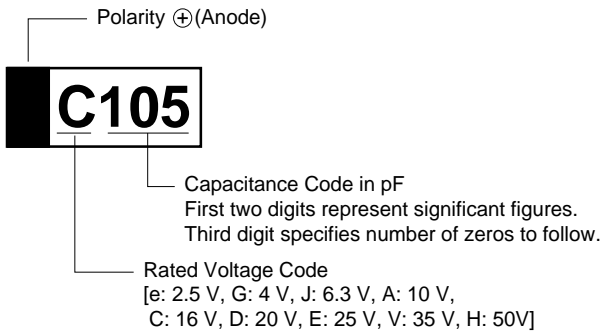 Polarity ⊕(Anode)
C105
Capacitance Code in pF
First two digits represent significant figures.
Third digit specifies number of zeros to follow.
Rated Voltage Code
[e: 2.5 V, G: 4 V, J: 6.3 V, A: 10 V,
C: 16 V, D: 20 V, E: 25 V, V: 35 V, H: 50V]